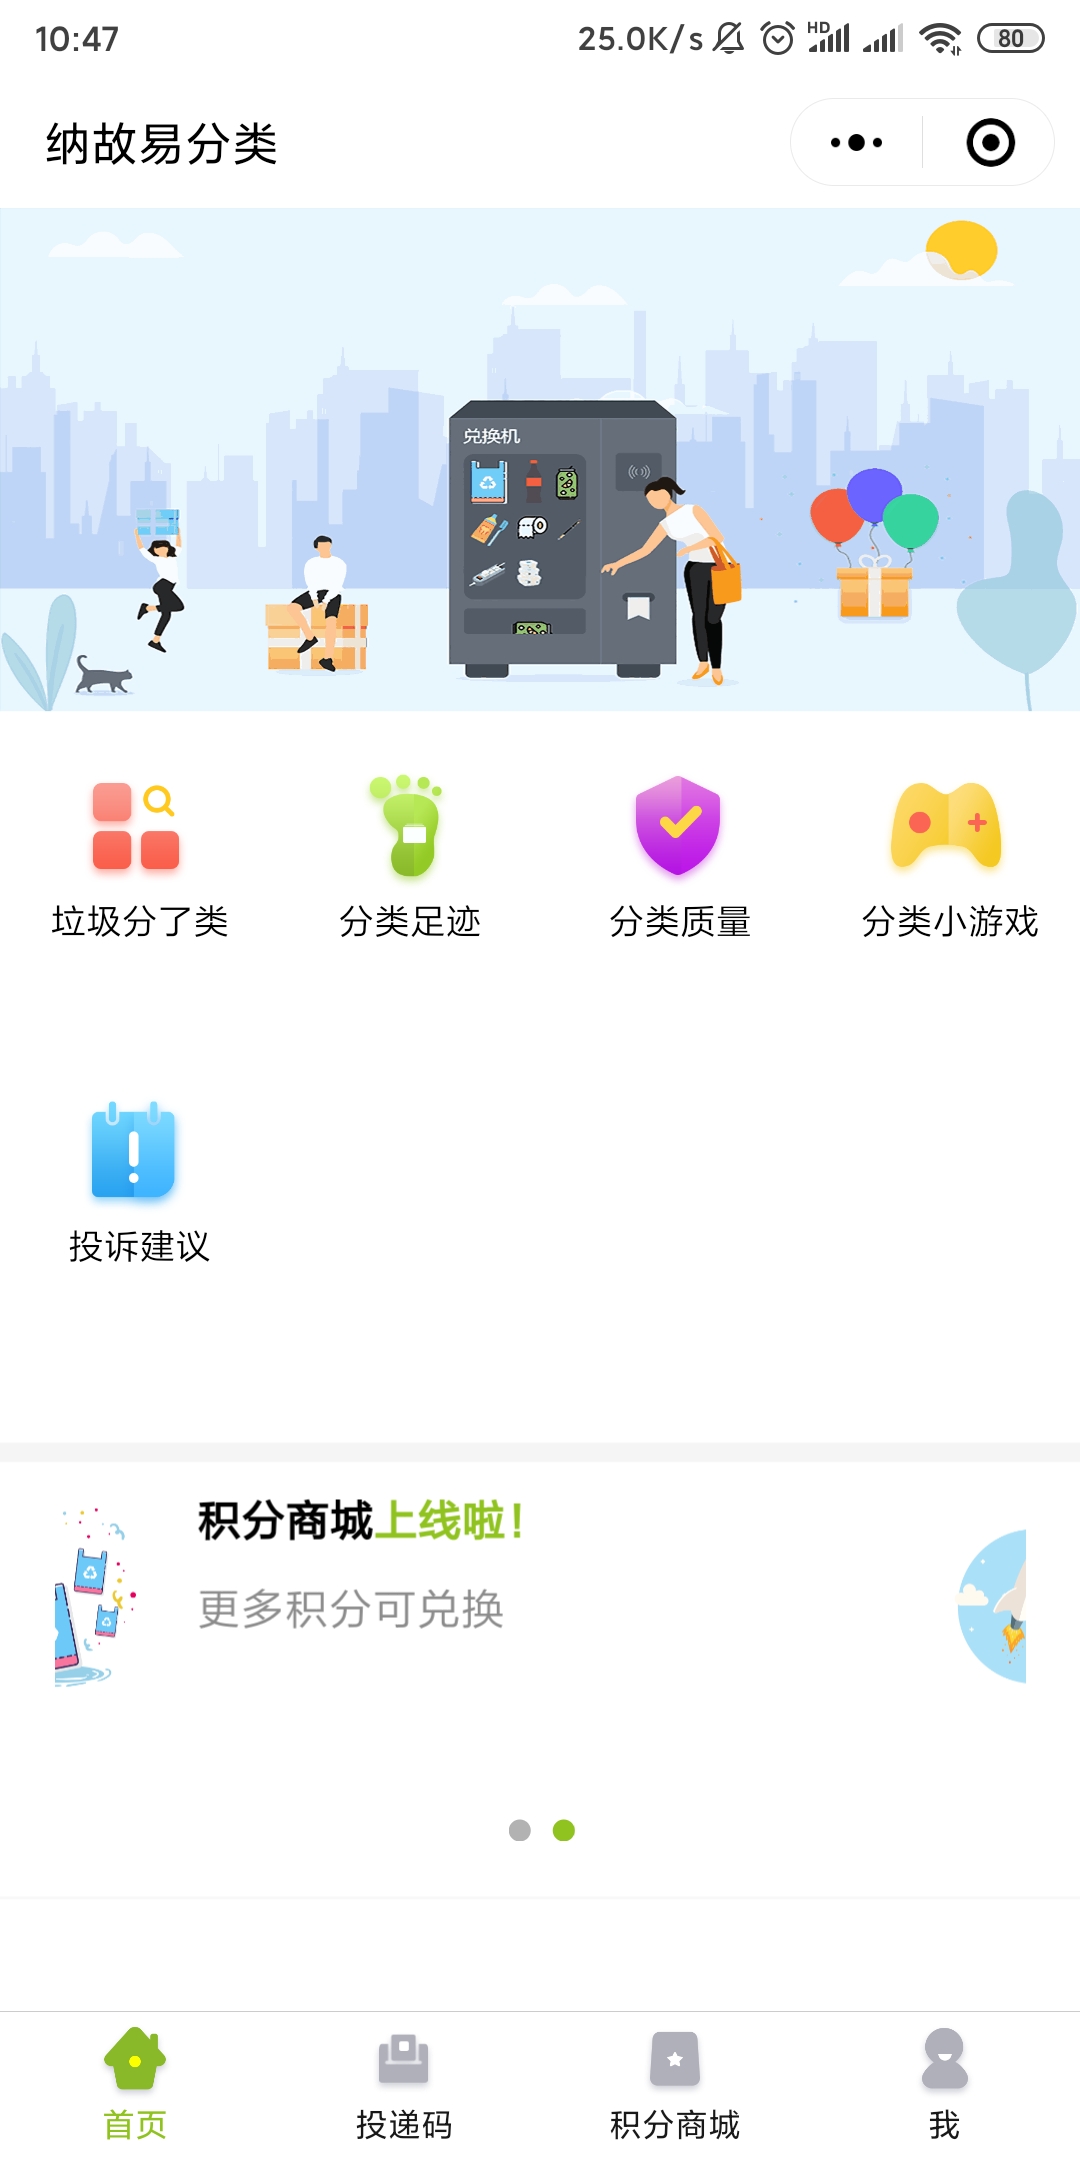 10:47
25.0K/s
HD
80
纳故易分类
兑换机
垃圾分了类
分类足迹
分类质量
分类小游戏
投诉建议
积分商城上线啦!
更多积分可兑换
首页
投递码
积分商城
我